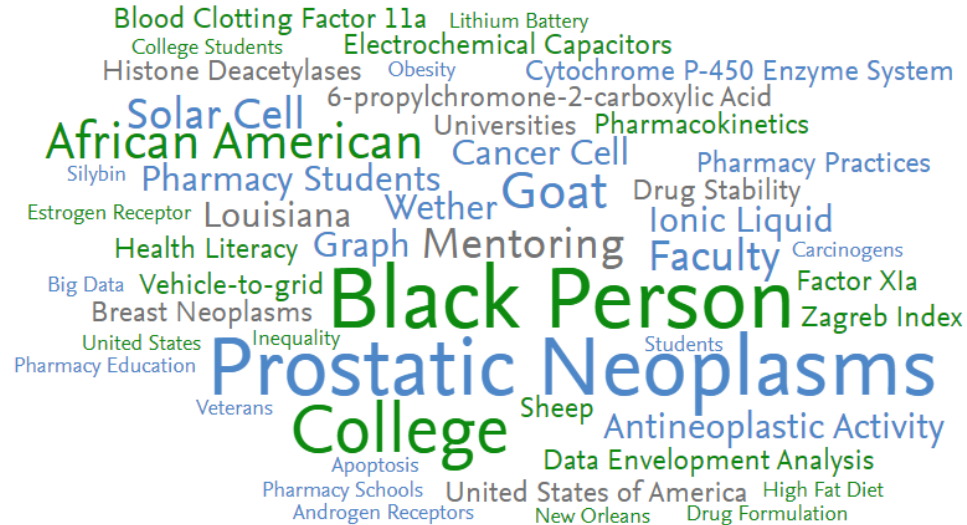 Blood Clotting Factor 11a
Lithium Battery
College Students
Electrochemical Capacitors
Histone Deacetylases
Obesity
Cytochrome P-450 Enzyme System
6-propylchromone-2-carboxylic Acid
Solar Cell
Universities
Pharmacokinetics
African American
Cancer Cell
Pharmacy Practices
Silybin
Pharmacy Students
Goat
Drug Stability
Estrogen Receptor
Louisiana
Wether
Ionic Liquid
Health Literacy
Graph
Mentoring
Faculty
Carcinogens
Big Data
Vehicle-to-grid
Black Person
Factor XIa
Breast Neoplasms
Zagreb Index
United States
Inequality
Students
Pharmacy Education
Prostatic Neoplasms
Veterans
College
Sheep
Antineoplastic Activity
Apoptosis
Data Envelopment Analysis
Pharmacy Schools
United States of America
High Fat Diet
Androgen Receptors
New Orleans
Drug Formulation